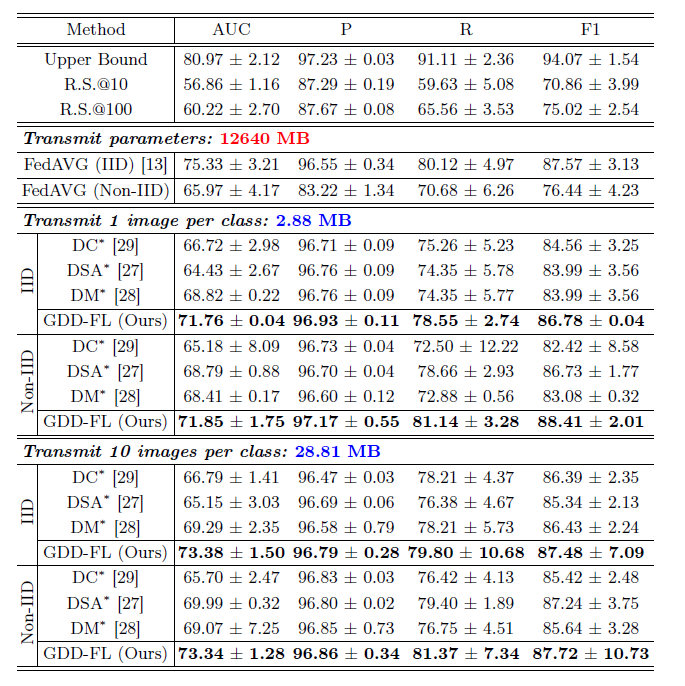 Method AUC P R F1
Upper Bound 80.97 ± 2.12 97.23 ± 0.03 91.11 ± 2.36 94.07 ± 1.54
R.S.@10 56.86 ± 1.16 87.29 ± 0.19 59.63 ± 5.08 70.86 ± 3.99
R.S.@100 60.22 ± 2.70 87.67 ± 0.08 65.56 ± 3.53 75.02 ± 2.54
Transmit parameters: 12640 MB
FedAVG (IID) [13] 75.33 ± 3.21 96.55 ± 0.34 80.12 ± 4.97 87.57 ± 3.13
FedAVG (Non-IID) 65.97 ± 4.17 83.22 ± 1.34 70.68 ± 6.26 76.44 ± 4.23
Transmit 1 image per class: 2.88 MB
IID
DC* [29] 66.72 ± 2.98 96.71 ± 0.09 75.26 ± 5.23 84.56 ± 3.25
DSA* [27] 64.43 ± 2.67 96.76 ± 0.09 74.35 ± 5.78 83.99 ± 3.56
DM* [28] 68.82 ± 0.22 96.76 ± 0.09 74.35 ± 5.77 83.99 ± 3.56
GDD-FL (Ours) 71.76 ± 0.04 96.93 ± 0.11 78.55 ± 2.74 86.78 ± 0.04
Non-IID
DC* [29] 65.18 ± 8.09 96.73 ± 0.04 72.50 ± 12.22 82.42 ± 8.58
DSA* [27] 68.79 ± 0.88 96.70 ± 0.04 78.66 ± 2.93 86.73 ± 1.77
DM* [28] 68.41 ± 0.17 96.60 ± 0.12 72.88 ± 0.56 83.08 ± 0.32
GDD-FL (Ours) 71.85 ± 1.75 97.17 ± 0.55 81.14 ± 3.28 88.41 ± 2.01
Transmit 10 images per class: 28.81 MB
IID
DC* [29] 66.79 ± 1.41 96.47 ± 0.03 78.21 ± 4.37 86.39 ± 2.35
DSA* [27] 65.15 ± 3.03 96.69 ± 0.06 76.38 ± 4.67 85.34 ± 2.13
DM* [28] 69.29 ± 2.35 96.58 ± 0.79 78.21 ± 5.73 86.43 ± 2.24
GDD-FL (Ours) 73.38 ± 1.50 96.79 ± 0.28 79.80 ± 10.68 87.48 ± 7.09
Non-IID
DC* [29] 65.70 ± 2.47 96.83 ± 0.03 76.42 ± 4.13 85.42 ± 2.48
DSA* [27] 69.99 ± 0.32 96.80 ± 0.02 79.40 ± 1.89 87.24 ± 3.75
DM* [28] 69.07 ± 7.25 96.85 ± 0.73 76.75 ± 4.51 85.64 ± 3.28
GDD-FL (Ours) 73.34 ± 1.28 96.86 ± 0.34 81.37 ± 7.34 87.72 ± 10.73